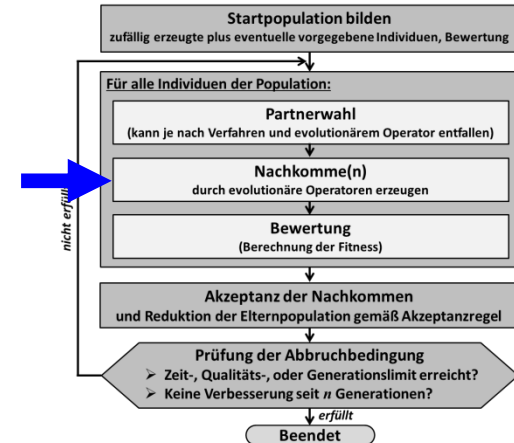 Startpopulation bilden
zufällig erzeugte plus eventuelle vorgegebene Individuen, Bewertung
Für alle Individuen der Population:
Partnerwahl
(kann je nach Verfahren und evolutionärem Operator entfallen)
Nachkomme(n)
durch evolutionäre Operatoren erzeugen
Bewertung
(Berechnung der Fitness)
nicht erfüllt
Akzeptanz der Nachkommen
und Reduktion der Elternpopulation gemäß Akzeptanzregel
Prüfung der Abbruchbedingung
➢ Zeit-, Qualitäts-, oder Generationslimit erreicht?
➢ Keine Verbesserung seit n Generationen?
erfüllt
Beendet